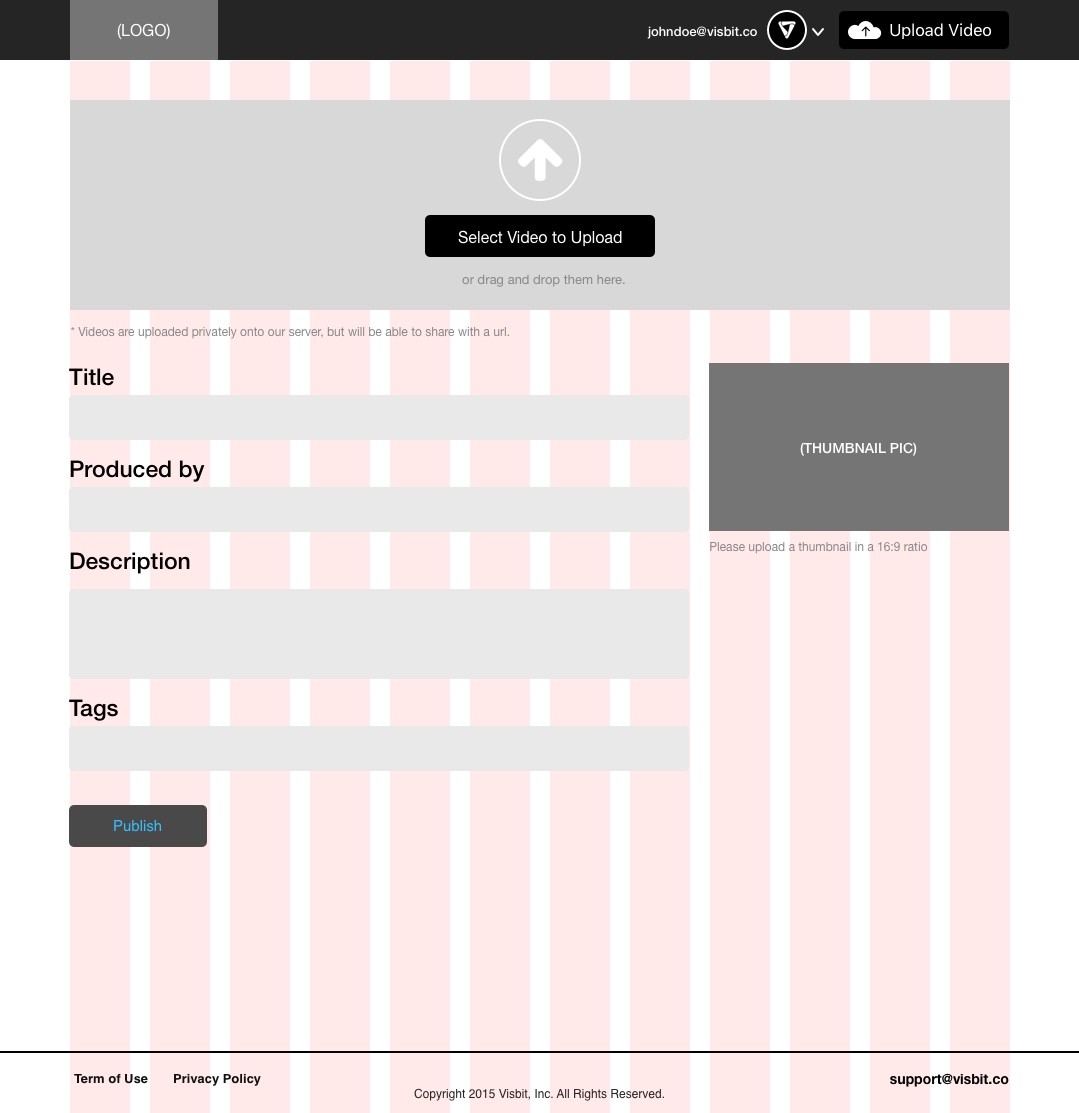 (LOGO)
johndoe@visbit.co
Upload Video
Select Video to Upload
or drag and drop them here.
* Videos are uploaded privately onto our server, but will be able to share with a url.
Title
(THUMBNAIL PIC)
Produced by
Please upload a thumbnail in a 16:9 ratio
Description
Tags
Publish
Term of Use
Privacy Policy
support@visbit.co
Copyright 2015 Visbit, Inc. All Rights Reserved.